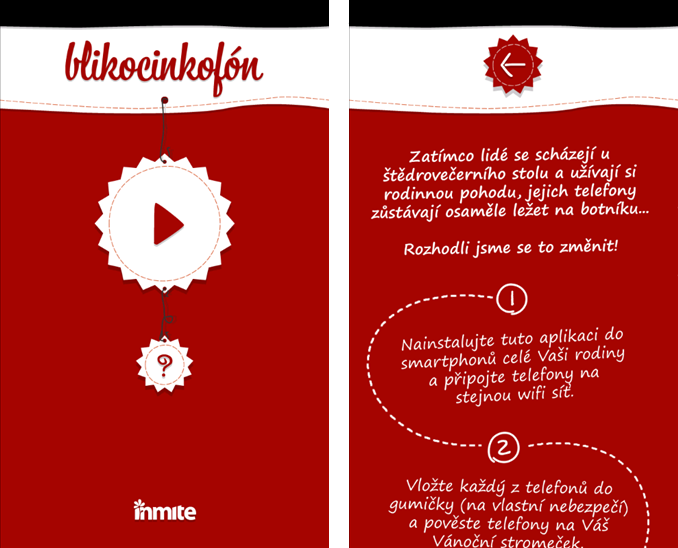 blikocinkofón
?
inmite
Zatímco lidé se scházejí u
štědrovečerního stolu a užívají si
rodinnou pohodu, jejich telefony
zůstávají osaměle ležet na botníku...
Rozhodli jsme se to změnit!
1
Nainstalujte tuto aplikaci do
smartphonů celé Vaši rodiny
a připojte telefony na
stejnou wifi síť.
2
Vložte každý z telefonů do
gumičky (na vlastní nebezpečí)
a pověste telefony na Váš
Vánoční stromeček.